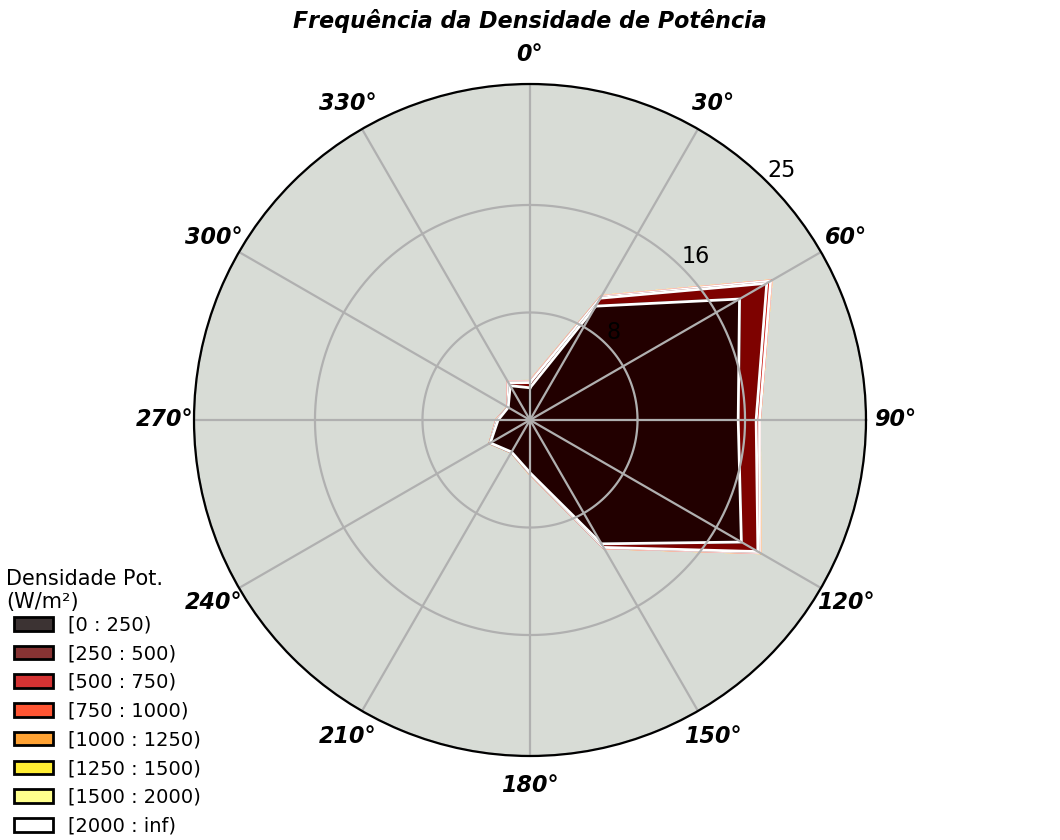 Frequência da Densidade de Potência
0°
330°
30°
25
300°
60°
16
8
270°
90°
240°
120°
210°
150°
180°
Densidade Pot.
(W/m²)
[0 : 250)
[250 : 500)
[500 : 750)
[750 : 1000)
[1000 : 1250)
[1250 : 1500)
[1500 : 2000)
[2000 : inf)